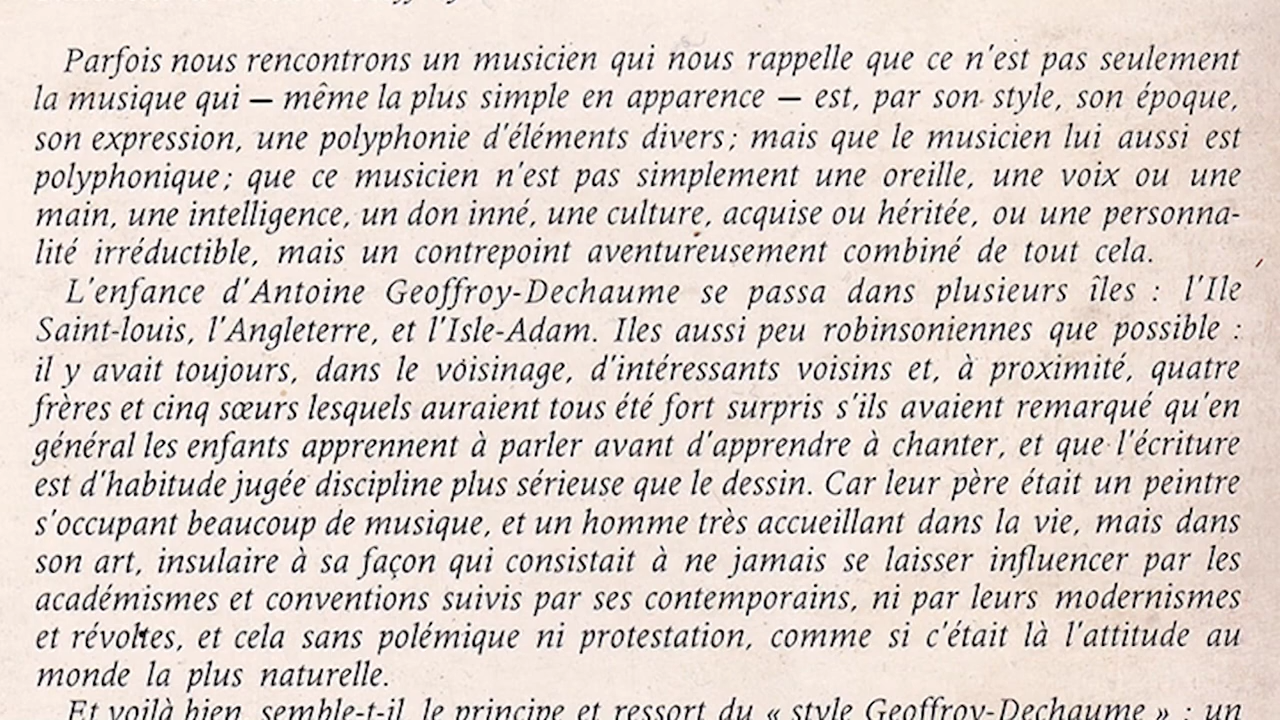 Parfois nous rencontrons un musicien qui nous rappelle que ce n'est pas seulement
la musique qui — même la plus simple en apparence — est, par son style, son époque,
son expression, une polyphonie d'éléments divers ; mais que le musicien lui aussi est
polyphonique ; que ce musicien n'est pas simplement une oreille, une voix ou une
main, une intelligence, un don inné, une culture, acquise ou héritée, ou une personna-
lité irréductible, mais un contrepoint aventureusement combiné de tout cela.
L'enfance d'Antoine Geoffroy-Dechaume se passa dans plusieurs îles : l'Ile
Saint-louis, l'Angleterre, et l'Isle-Adam. Iles aussi peu robinsoniennes que possible :
il y avait toujours, dans le voisinage, d'intéressants voisins et, à proximité, quatre
frères et cinq sœurs lesquels auraient tous été fort surpris s'ils avaient remarqué qu'en
général les enfants apprennent à parler avant d'apprendre à chanter, et que l'écriture
est d'habitude jugée discipline plus sérieuse que le dessin. Car leur père était un peintre
s'occupant beaucoup de musique, et un homme très accueillant dans la vie, mais dans
son art, insulaire à sa façon qui consistait à ne jamais se laisser influencer par les
académismes et conventions suivis par ses contemporains, ni par leurs modernismes
et révoltes, et cela sans polémique ni protestation, comme si c'était là l'attitude au
monde la plus naturelle.
Et voilà bien, semble-t-il, le principe et ressort du « style Geoffroy-Dechaume » : un